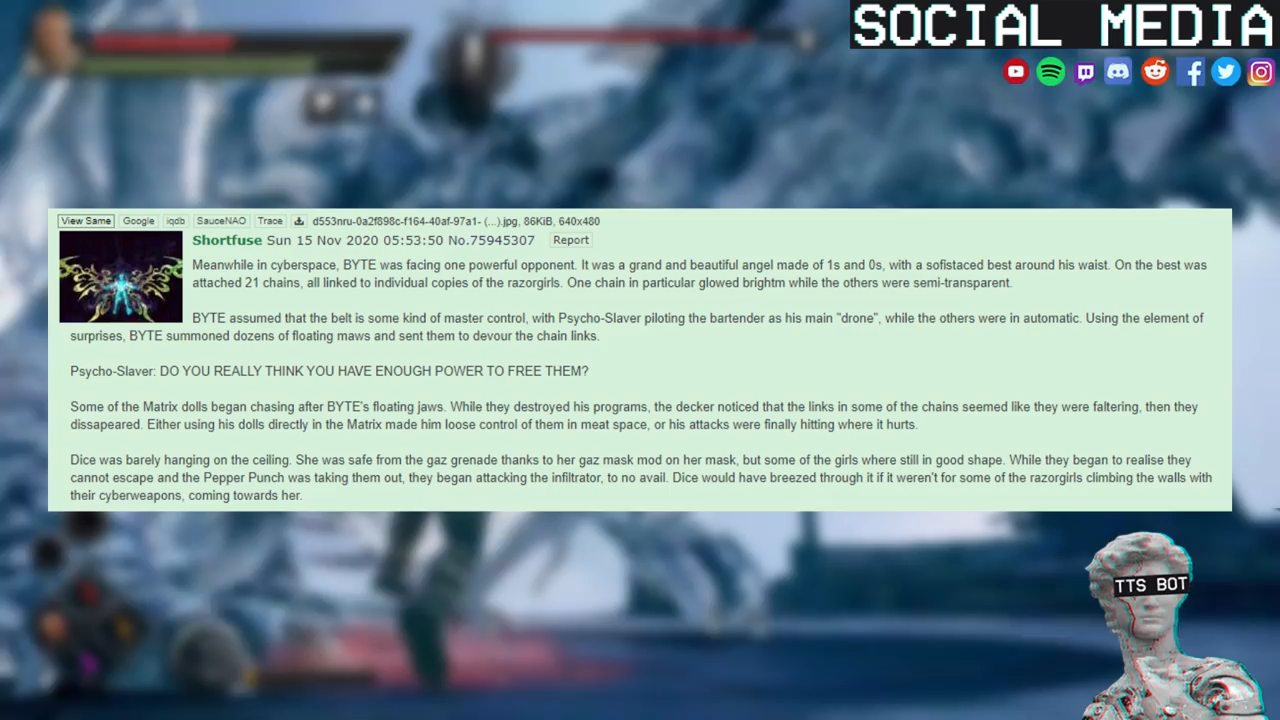 SOCIAL MEDIA
View Same Google iqdb SauceNAO Trace d553nru-0a2f898c-f164-40af-97a1- (...).jpg, 86KiB, 640x480
Shortfuse Sun 15 Nov 2020 05:53:50 No.75945307 Report
Meanwhile in cyberspace, BYTE was facing one powerful opponent. It was a grand and beautiful angel made of 1s and 0s, with a sofistaced best around his waist. On the best was
attached 21 chains, all linked to individual copies of the razorgirls. One chain in particular glowed brightm while the others were semi-transparent.
BYTE assumed that the belt is some kind of master control, with Psycho-Slaver piloting the bartender as his main "drone", while the others were in automatic. Using the element of
surprises, BYTE summoned dozens of floating maws and sent them to devour the chain links.
Psycho-Slaver: DO YOU REALLY THINK YOU HAVE ENOUGH POWER TO FREE THEM?
Some of the Matrix dolls began chasing after BYTE's floating jaws. While they destroyed his programs, the decker noticed that the links in some of the chains seemed like they were faltering, then they
dissapeared. Either using his dolls directly in the Matrix made him loose control of them in meat space, or his attacks were finally hitting where it hurts.
Dice was barely hanging on the ceiling. She was safe from the gaz grenade thanks to her gaz mask mod on her mask, but some of the girls where still in good shape. While they began to realise they
cannot escape and the Pepper Punch was taking them out, they began attacking the infiltrator, to no avail. Dice would have breezed through it if it weren't for some of the razorgirls climbing the walls with
their cyberweapons, coming towards her.
TTS BOT